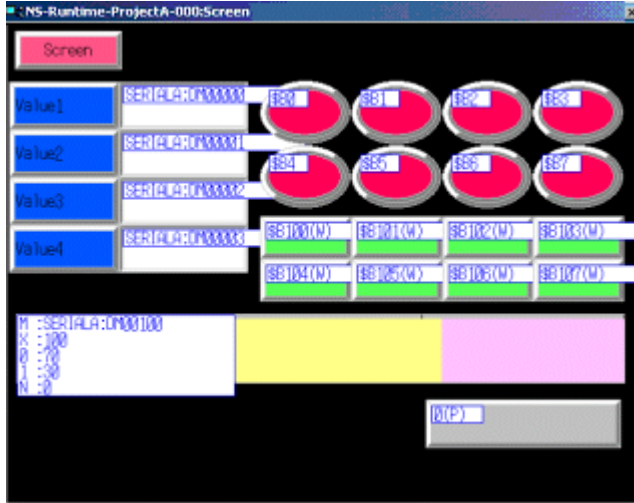 NS-Runtime-ProjectA-000:Screen
Screen
Value1
SERIALA:DM00000
$B0
$B1
$B2
$B3
Value2
SERIALA:DM00001
$B4
$B5
$B6
$B7
Value3
SERIALA:DM00002
Value4
SERIALA:DM00003
$B100(W)
$B101(W)
$B102(W)
$B103(W)
$B104(W)
$B105(W)
$B106(W)
$B107(W)
M :SERIALA:DM00100
X :100
0 :70
1 :30
N :0
0(P)